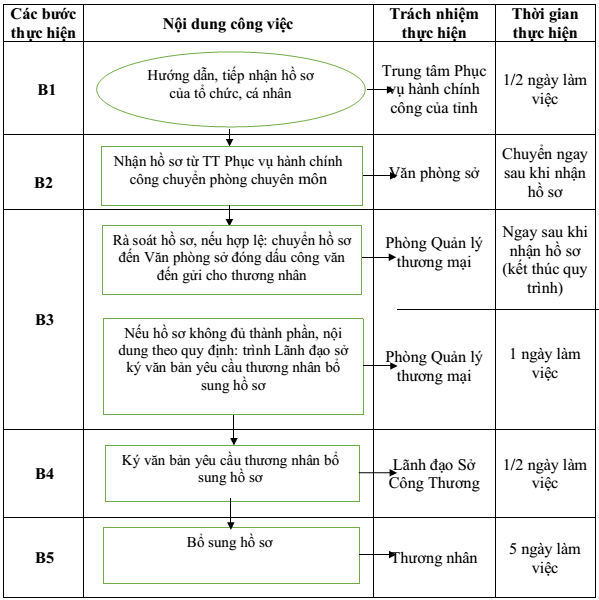 Các bước
thực hiện
Nội dung công việc
Trách nhiệm
thực hiện
Thời gian
thực hiện
B1
Hướng dẫn, tiếp nhận hồ sơ
của tổ chức, cá nhân
Trung tâm Phục
vụ hành chính
công của tỉnh
1/2 ngày làm
việc
B2
Nhận hồ sơ từ TT Phục vụ hành chính
công chuyển phòng chuyên môn
Văn phòng sở
Chuyển ngay
sau khi nhận
hồ sơ
B3
Rà soát hồ sơ, nếu hợp lệ: chuyển hồ sơ
đến Văn phòng sở đóng dấu công văn
đến gửi cho thương nhân
Phòng Quản lý
thương mại
Ngay sau khi
nhận hồ sơ
(kết thúc quy
trình)
Nếu hồ sơ không đủ thành phần, nội
dung theo quy định: trình Lãnh đạo sở
ký văn bản yêu cầu thương nhân bổ
sung hồ sơ
Phòng Quản lý
thương mại
1 ngày làm
việc
B4
Ký văn bản yêu cầu thương nhân bổ
sung hồ sơ
Lãnh đạo Sở
Công Thương
1/2 ngày làm
việc
B5
Bổ sung hồ sơ
Thương nhân
5 ngày làm
việc